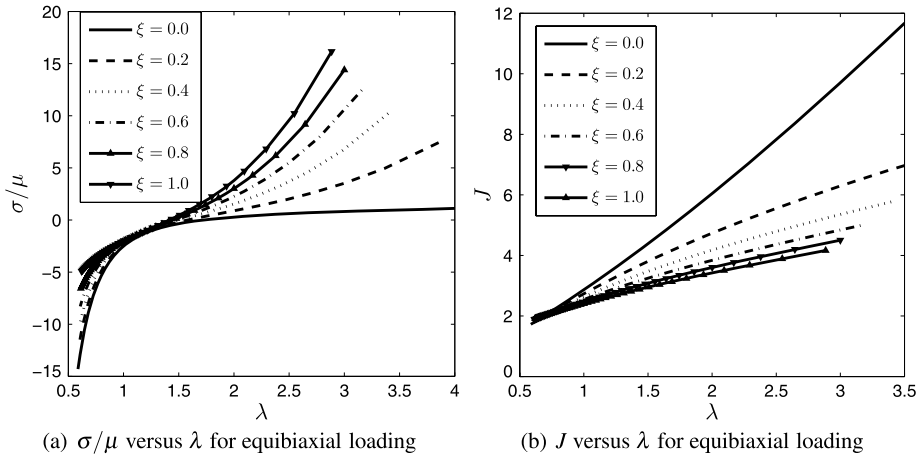 20
15
10
5
0
−5
−10
−15
σ/μ
ξ = 0.0
ξ = 0.2
ξ = 0.4
ξ = 0.6
ξ = 0.8
ξ = 1.0
0.5 1 1.5 2 2.5 3 3.5 4
λ
(a) σ/μ versus λ for equibiaxial loading
12
10
8
6
4
2
0
J
ξ = 0.0
ξ = 0.2
ξ = 0.4
ξ = 0.6
ξ = 0.8
ξ = 1.0
0.5 1 1.5 2 2.5 3 3.5
λ
(b) J versus λ for equibiaxial loading